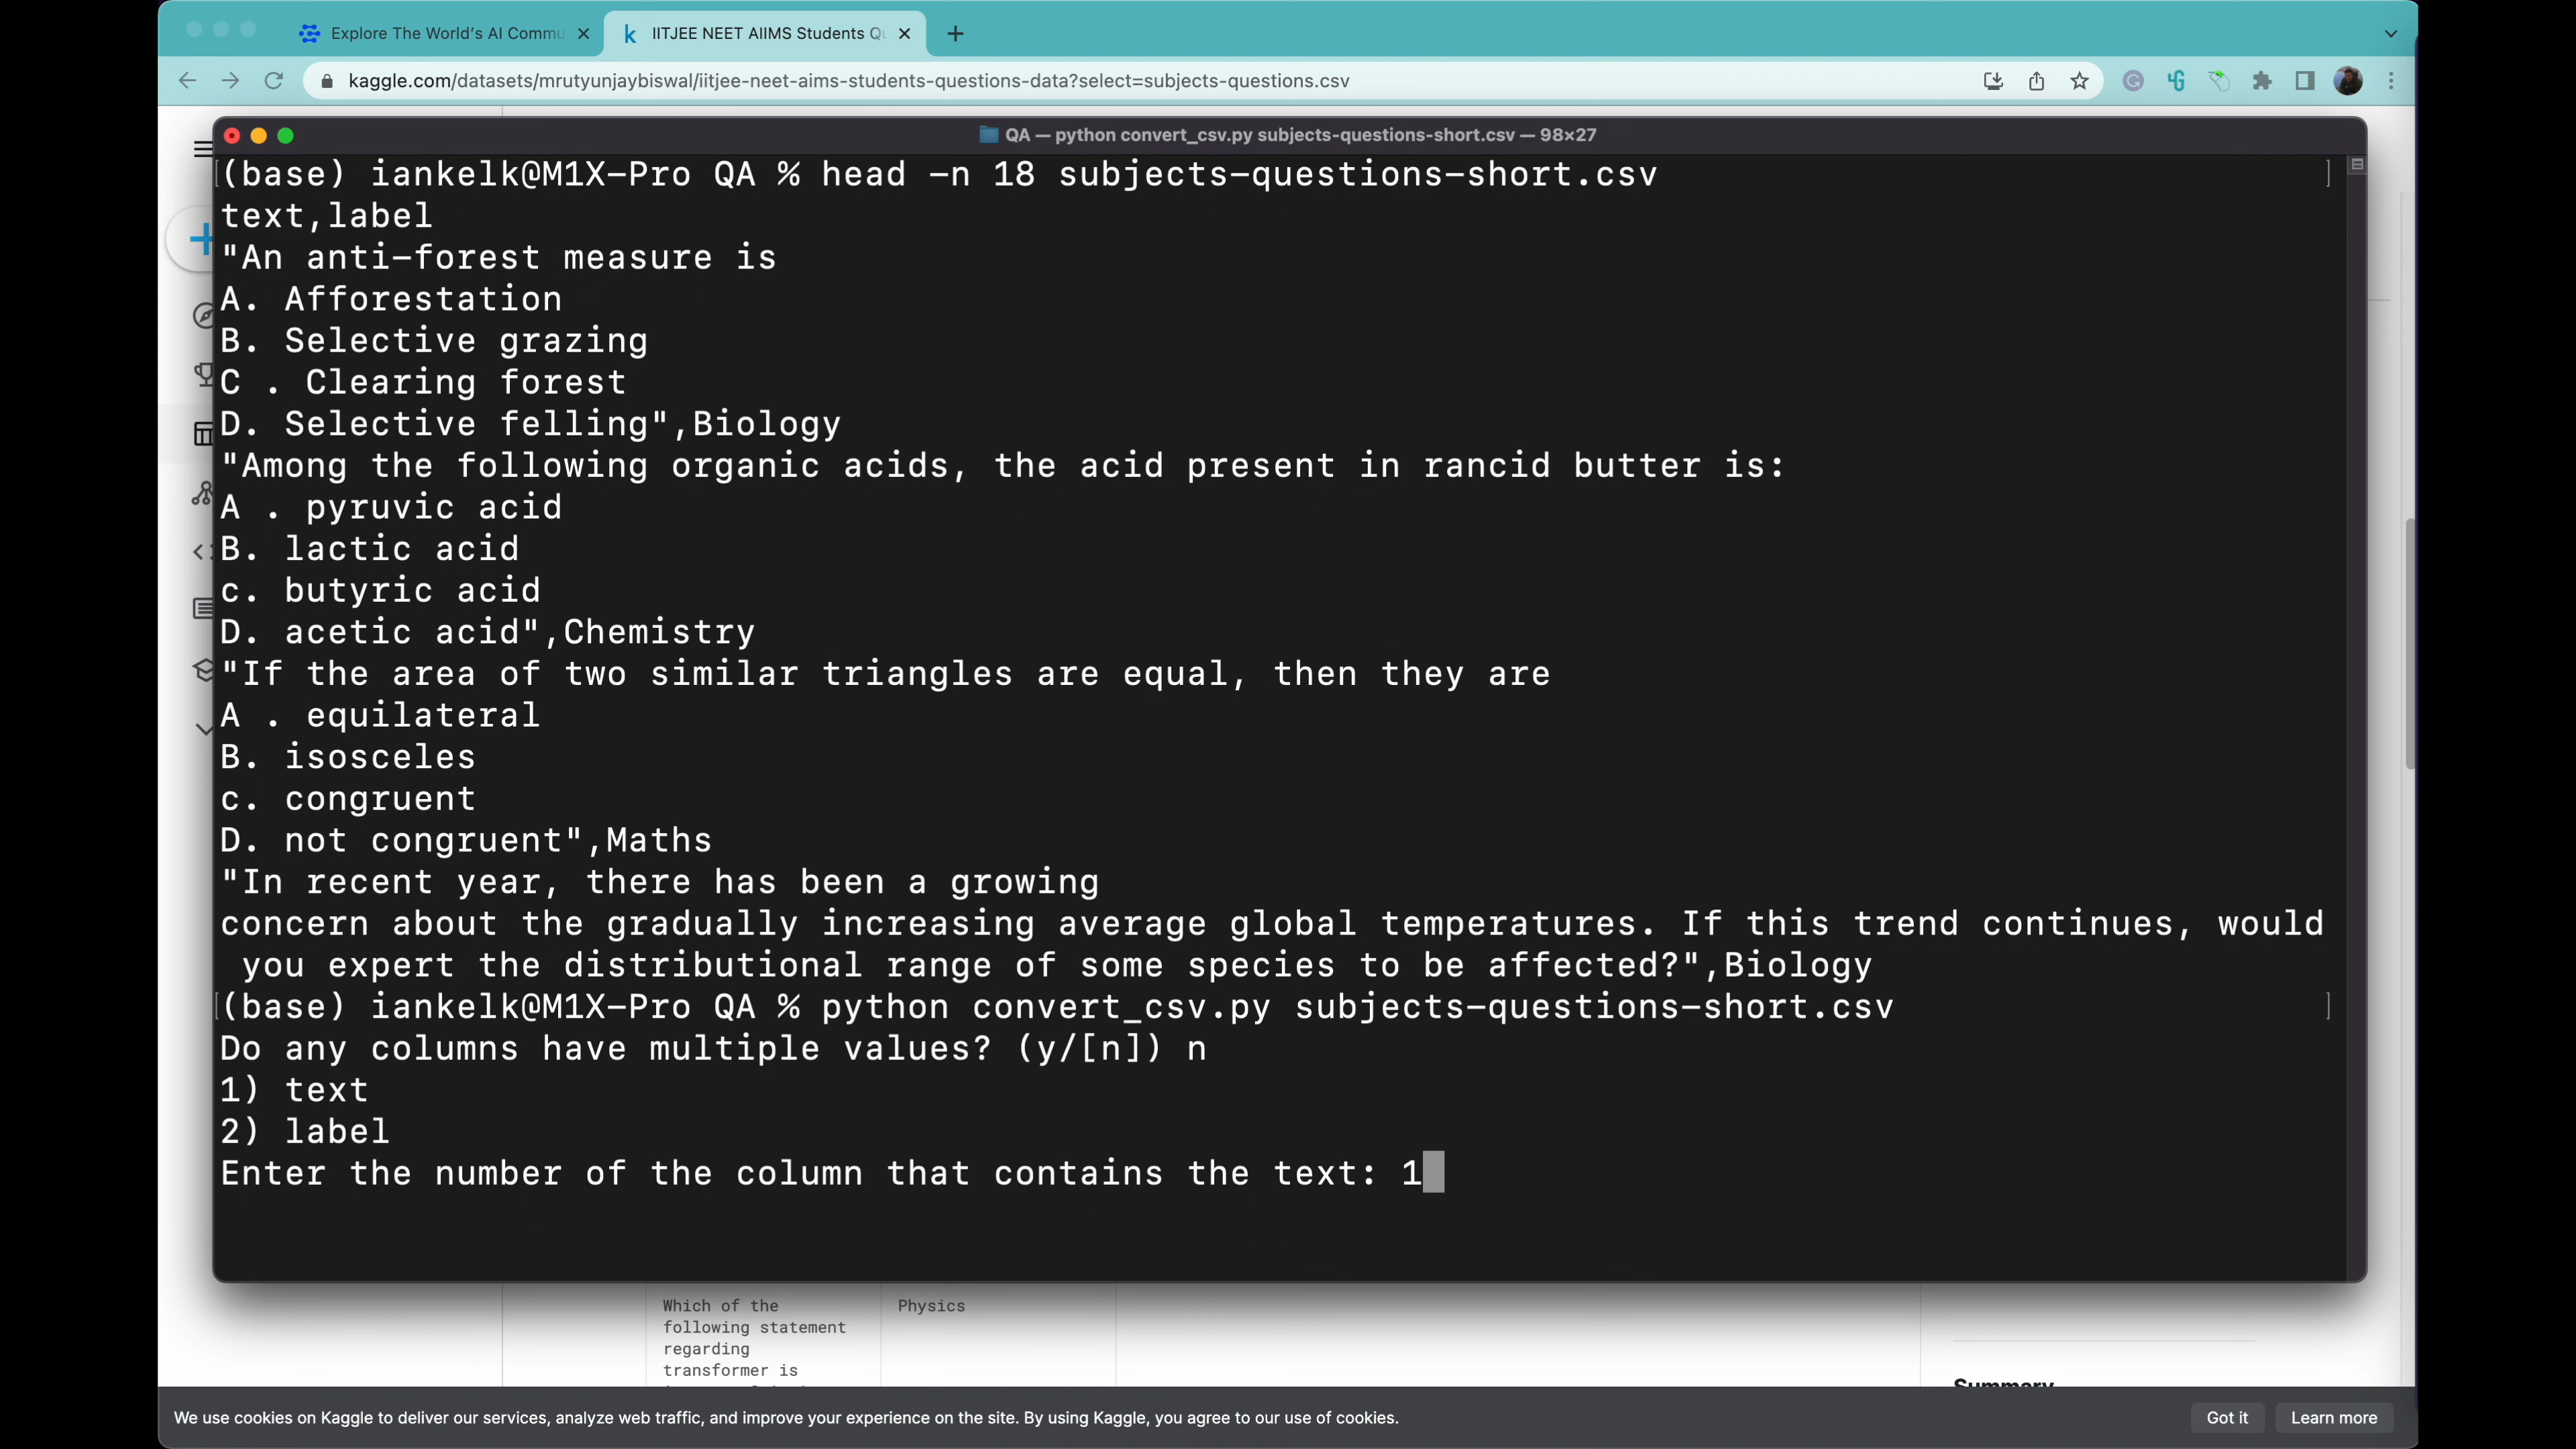 Explore The World's AI Commu
IITJEE NEET AIIMS Students Qu
kaggle.com/datasets/mrutyunjaybiswal/iitjee-neet-aims-students-questions-data?select=subjects-questions.csv
QA — python convert_csv.py subjects-questions-short.csv — 98×27
(base) iankelk@M1X-Pro QA % head -n 18 subjects-questions-short.csv
text,label
"An anti-forest measure is
A. Afforestation
B. Selective grazing
C . Clearing forest
D. Selective felling",Biology
"Among the following organic acids, the acid present in rancid butter is:
A . pyruvic acid
B. lactic acid
c. butyric acid
D. acetic acid",Chemistry
"If the area of two similar triangles are equal, then they are
A . equilateral
B. isosceles
c. congruent
D. not congruent",Maths
"In recent year, there has been a growing
concern about the gradually increasing average global temperatures. If this trend continues, would
you expert the distributional range of some species to be affected?",Biology
(base) iankelk@M1X-Pro QA % python convert_csv.py subjects-questions-short.csv
Do any columns have multiple values? (y/[n]) n
1) text
2) label
Enter the number of the column that contains the text: 1
Which of the
following statement
regarding
transformer is
Physics
Summary
We use cookies on Kaggle to deliver our services, analyze web traffic, and improve your experience on the site. By using Kaggle, you agree to our use of cookies.
Got it
Learn more